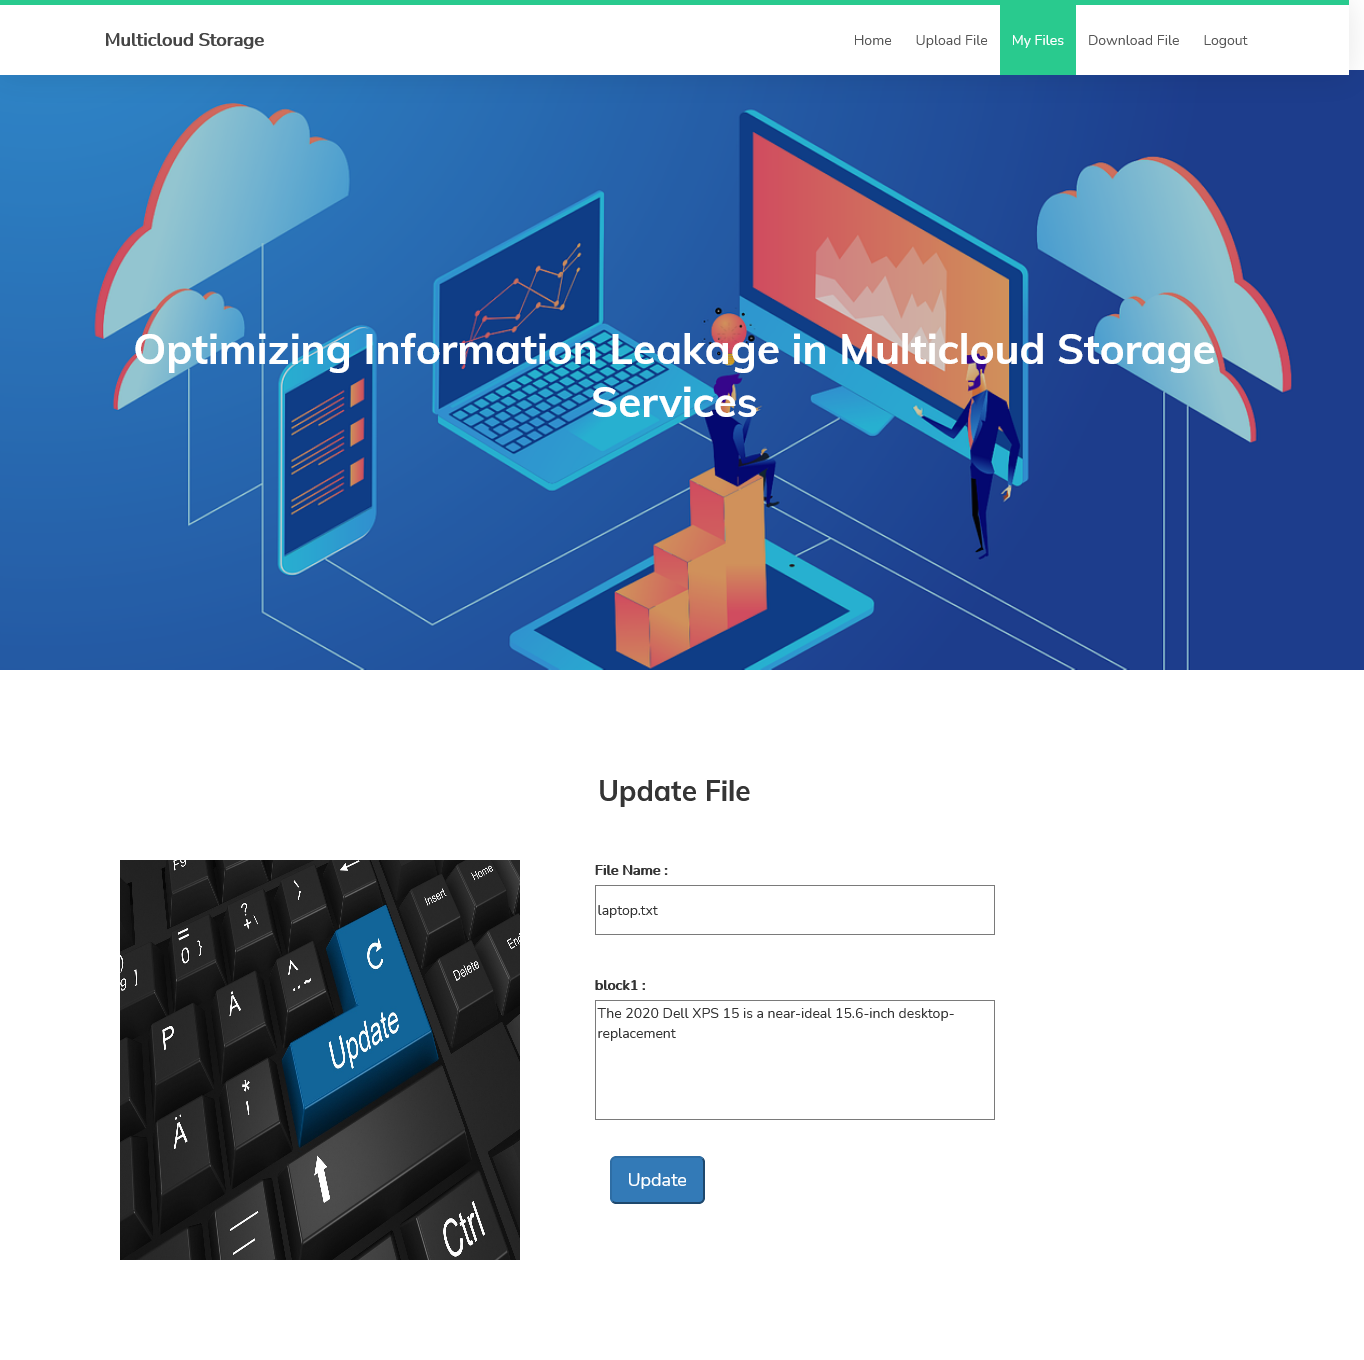 Multicloud Storage
Home Upload File My Files Download File Logout
Optimizing Information Leakage in Multicloud Storage
Services
Update File
File Name :
laptop.txt
block1 :
The 2020 Dell XPS 15 is a near-ideal 15.6-inch desktop-
replacement
Update
F9
Insert
Home
Delete
P
Ä
Update
Ctrl